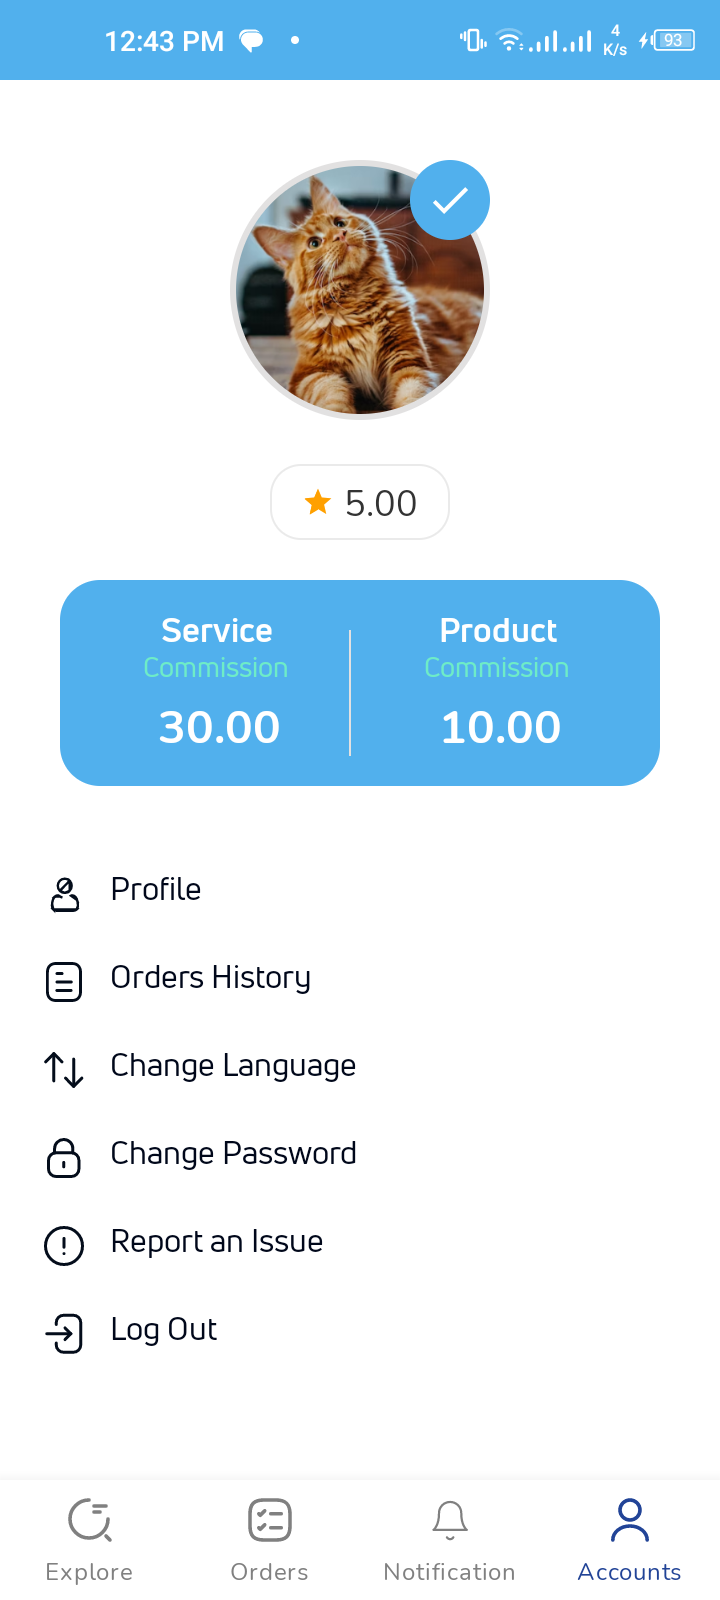 12:43 PM
4
K/s
93
5.00
Service
Commission
30.00
Product
Commission
10.00
Profile
Orders History
Change Language
Change Password
Report an Issue
Log Out
Explore
Orders
Notification
Accounts